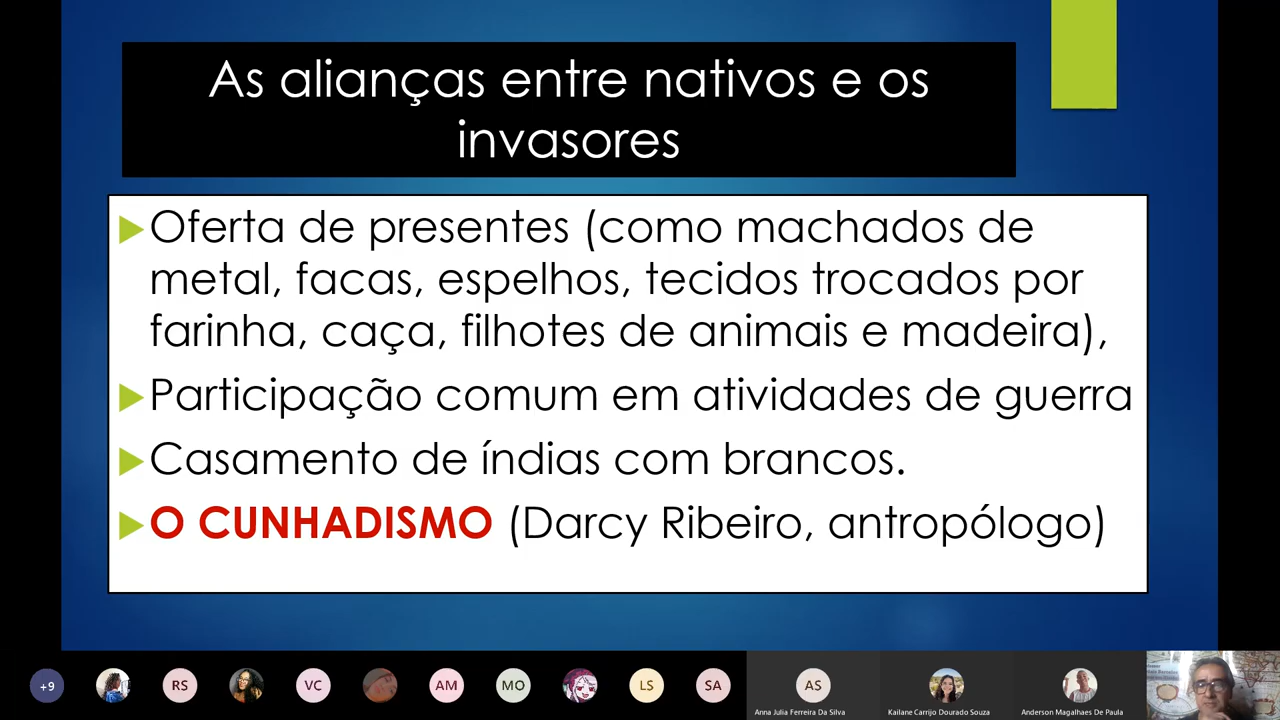 As alianças entre nativos e os
invasores
Oferta de presentes (como machados de
metal, facas, espelhos, tecidos trocados por
farinha, caça, filhotes de animais e madeira),
Participação comum em atividades de guerra
Casamento de índias com brancos.
O CUNHADISMO (Darcy Ribeiro, antropólogo)
+9
RS
VC
AM
MO
LS
SA
AS
Anna Julia Ferreira Da Silva
Kailane Carrijo Dourado Souza
Anderson Magalhaes De Paula